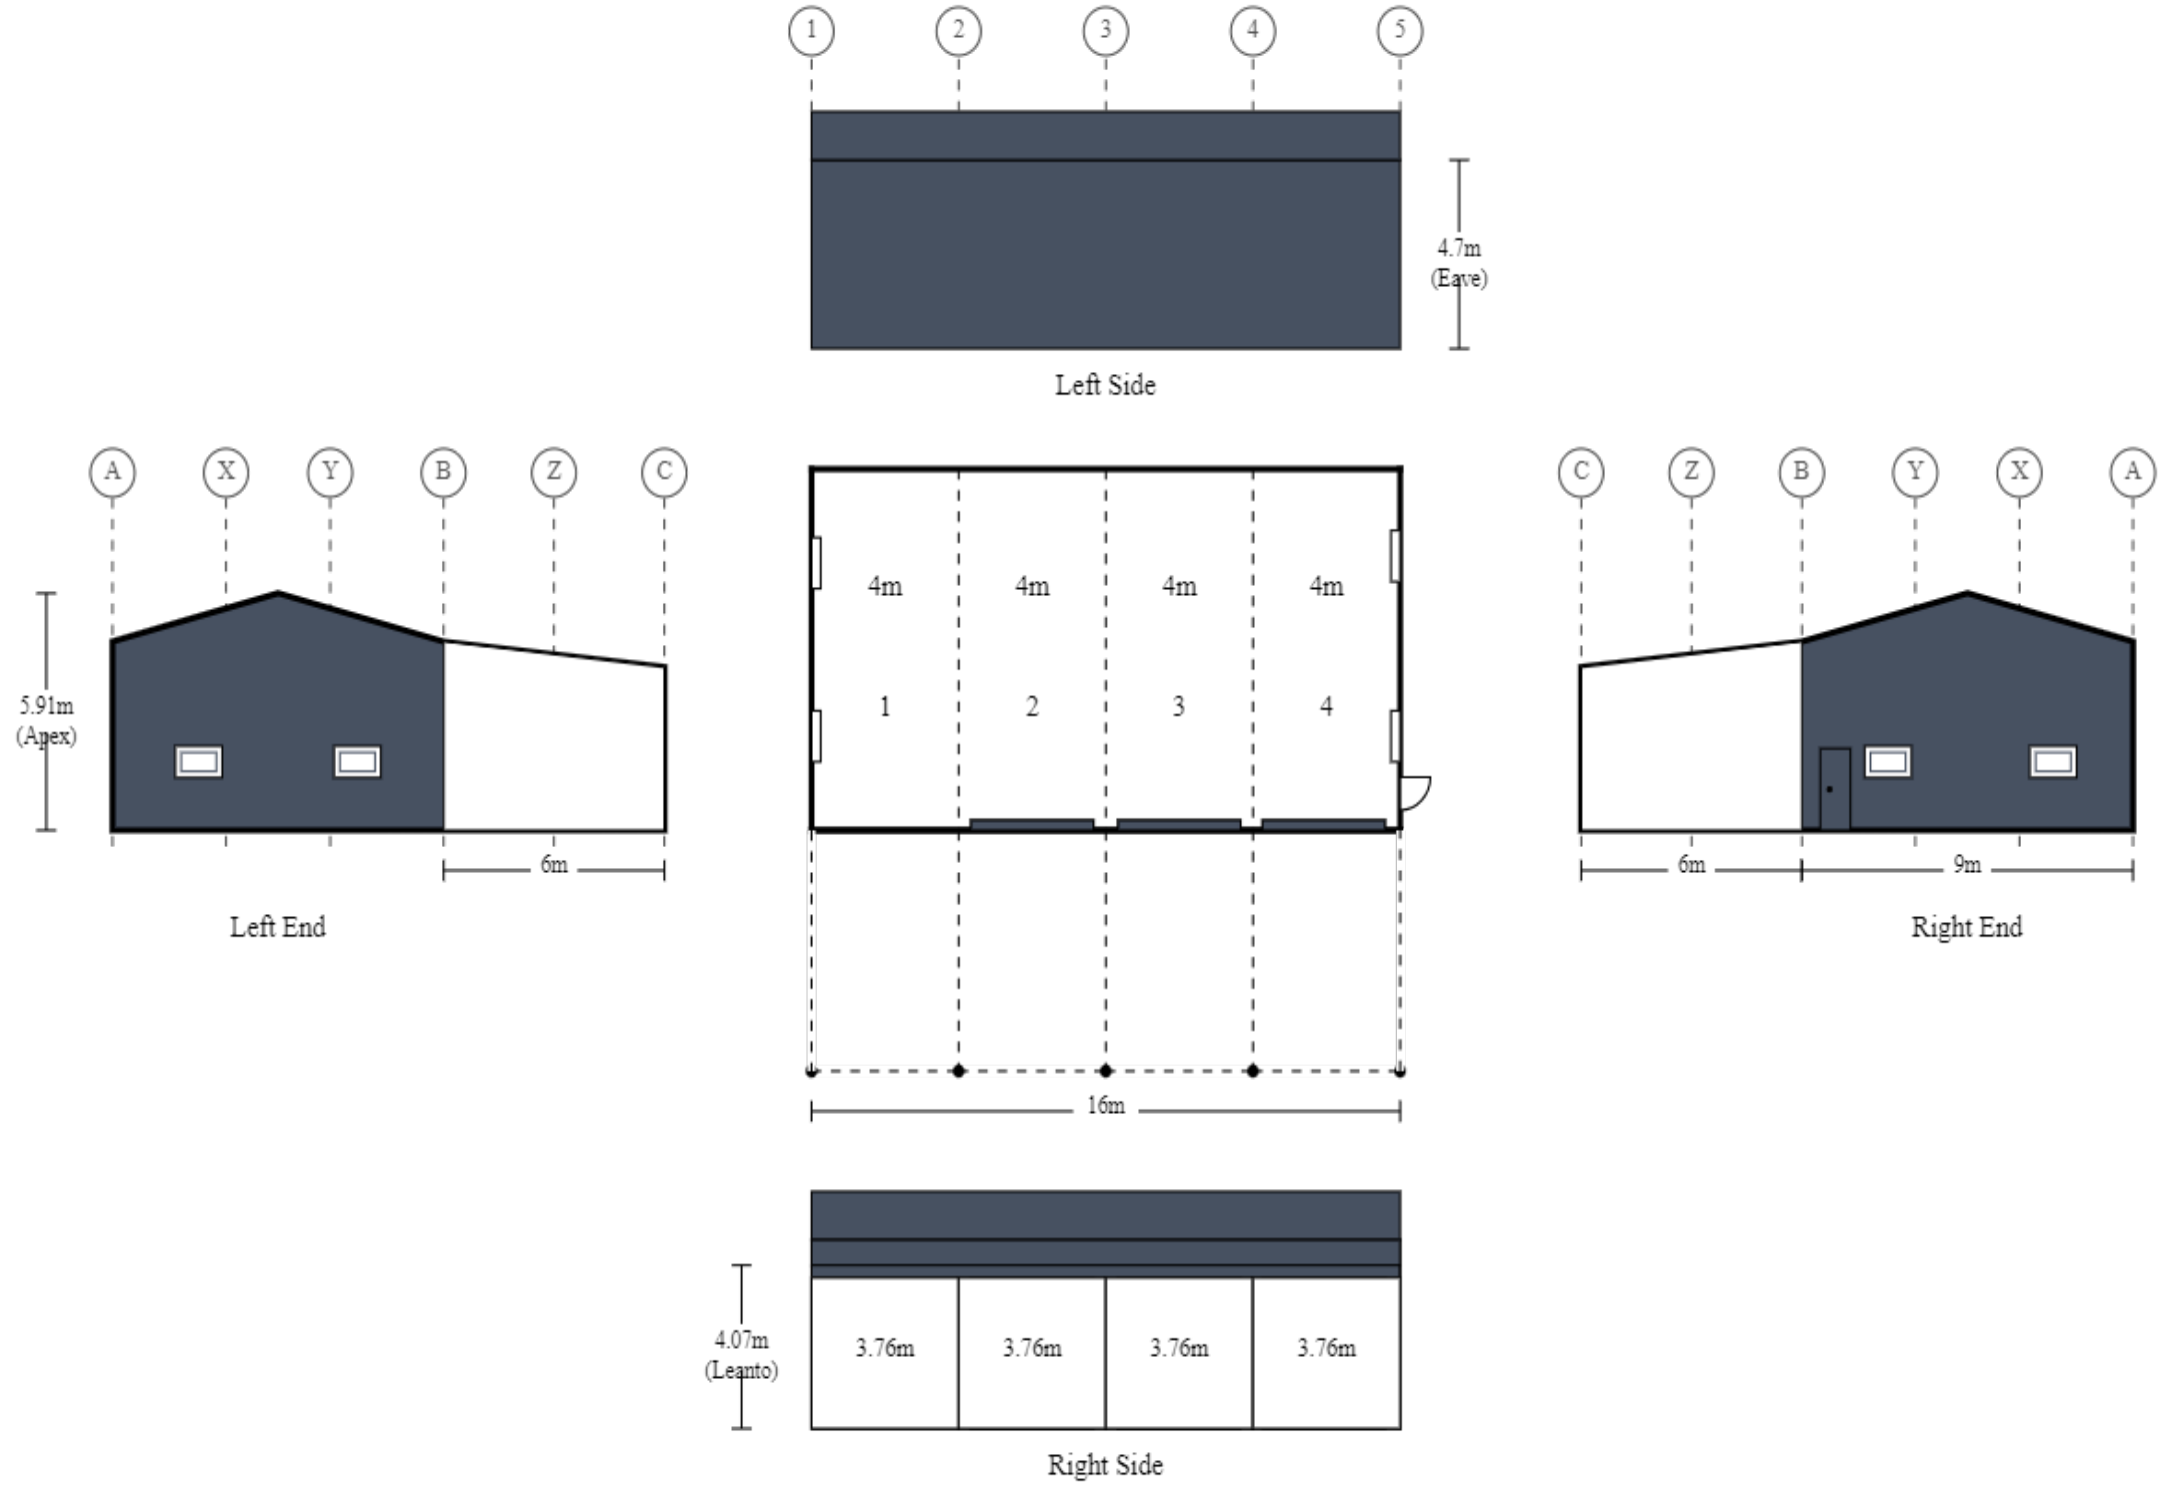 1 2 3 4 5
4.7m
(Eave)
Left Side
A X Y B Z C
C Z B Y X A
4m 4m 4m 4m
5.91m
(Apex)
1 2 3 4
6m
6m 9m
Left End
Right End
16m
4.07m
(Leanto)
3.76m 3.76m 3.76m 3.76m
Right Side